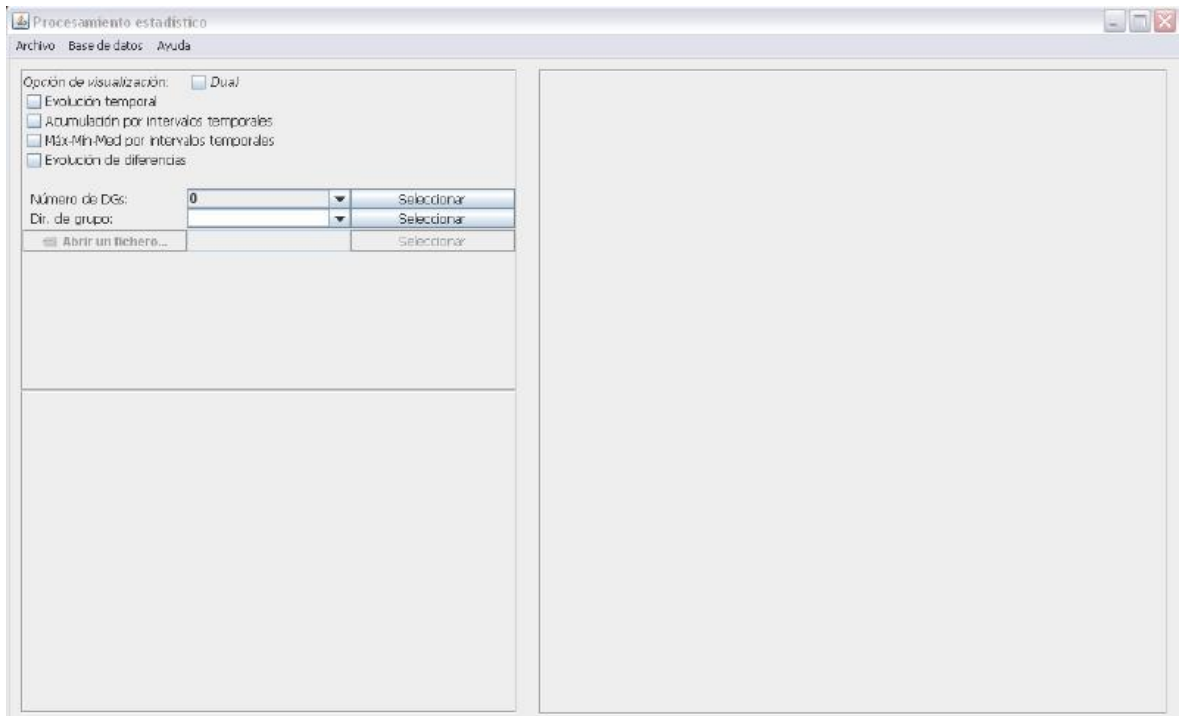 Procesamiento estadístico
Archivo Base de datos Ayuda
Opción de visualización: Dual
Evolución temporal
Acumulación por intervalos temporales
Máx-Mín-Med por intervalos temporales
Evolución de diferencias
Número de DGs: 0 Seleccionar
Dir. de grupo: Seleccionar
Abrir un fichero... Seleccionar